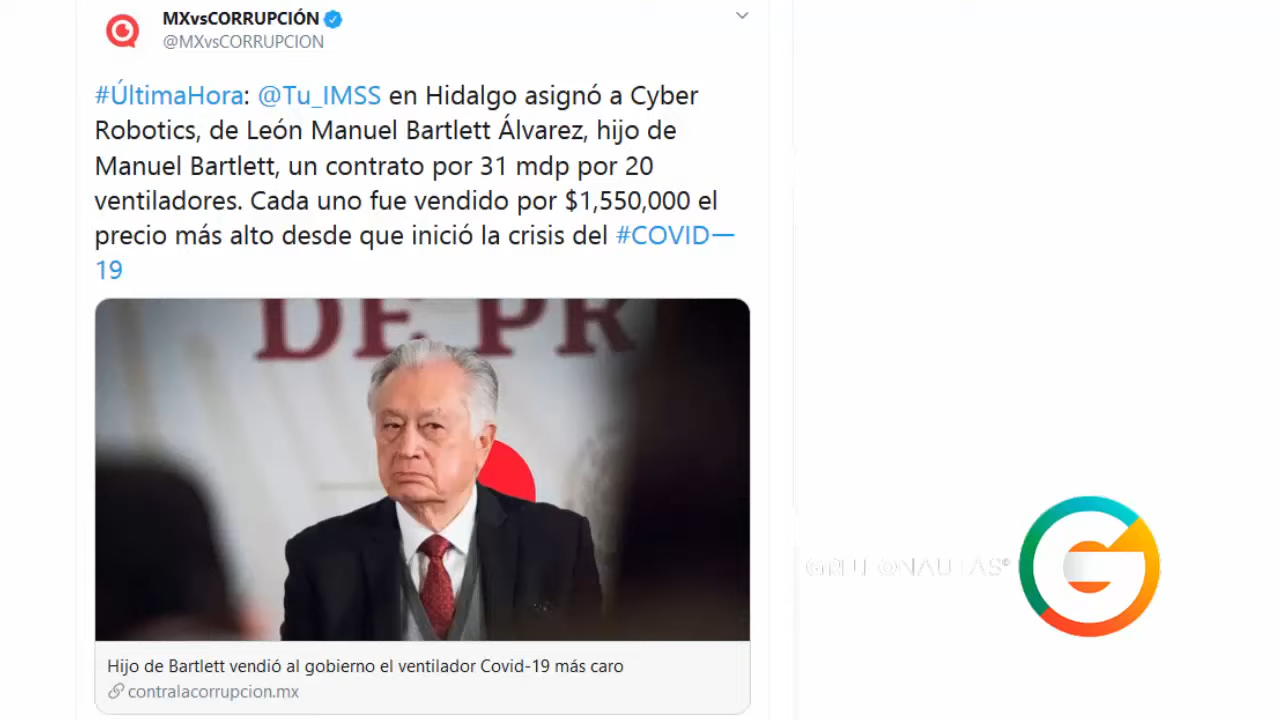 MXvsCORRUPCIÓN
@MXvsCORRUPCION
#ÚltimaHora: @Tu_IMSS en Hidalgo asignó a Cyber
Robotics, de León Manuel Bartlett Álvarez, hijo de
Manuel Bartlett, un contrato por 31 mdp por 20
ventiladores. Cada uno fue vendido por $1,550,000 el
precio más alto desde que inició la crisis del #COVID—
19
DE PR
Hijo de Bartlett vendió al gobierno el ventilador Covid-19 más caro
contralacorrupcion.mx
G